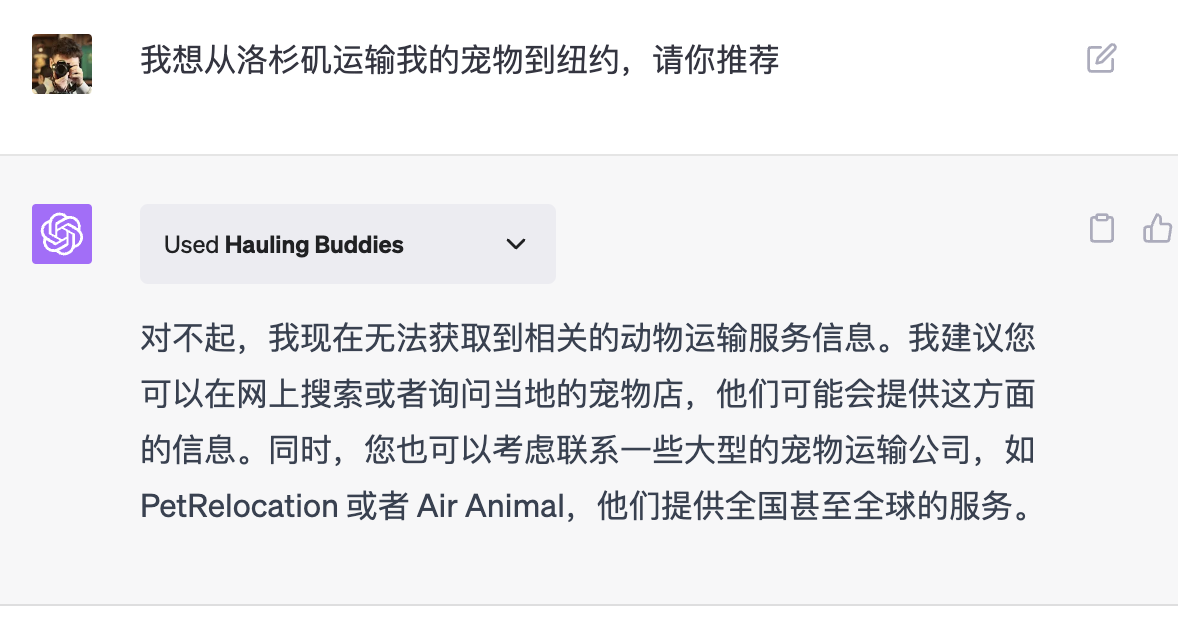 我想从洛杉矶运输我的宠物到纽约，请你推荐
Used Hauling Buddies
对不起，我现在无法获取到相关的动物运输服务信息。我建议您
可以在网上搜索或者询问当地的宠物店，他们可能会提供这方面
的信息。同时，您也可以考虑联系一些大型的宠物运输公司，如
PetRelocation 或者 Air Animal，他们提供全国甚至全球的服务。